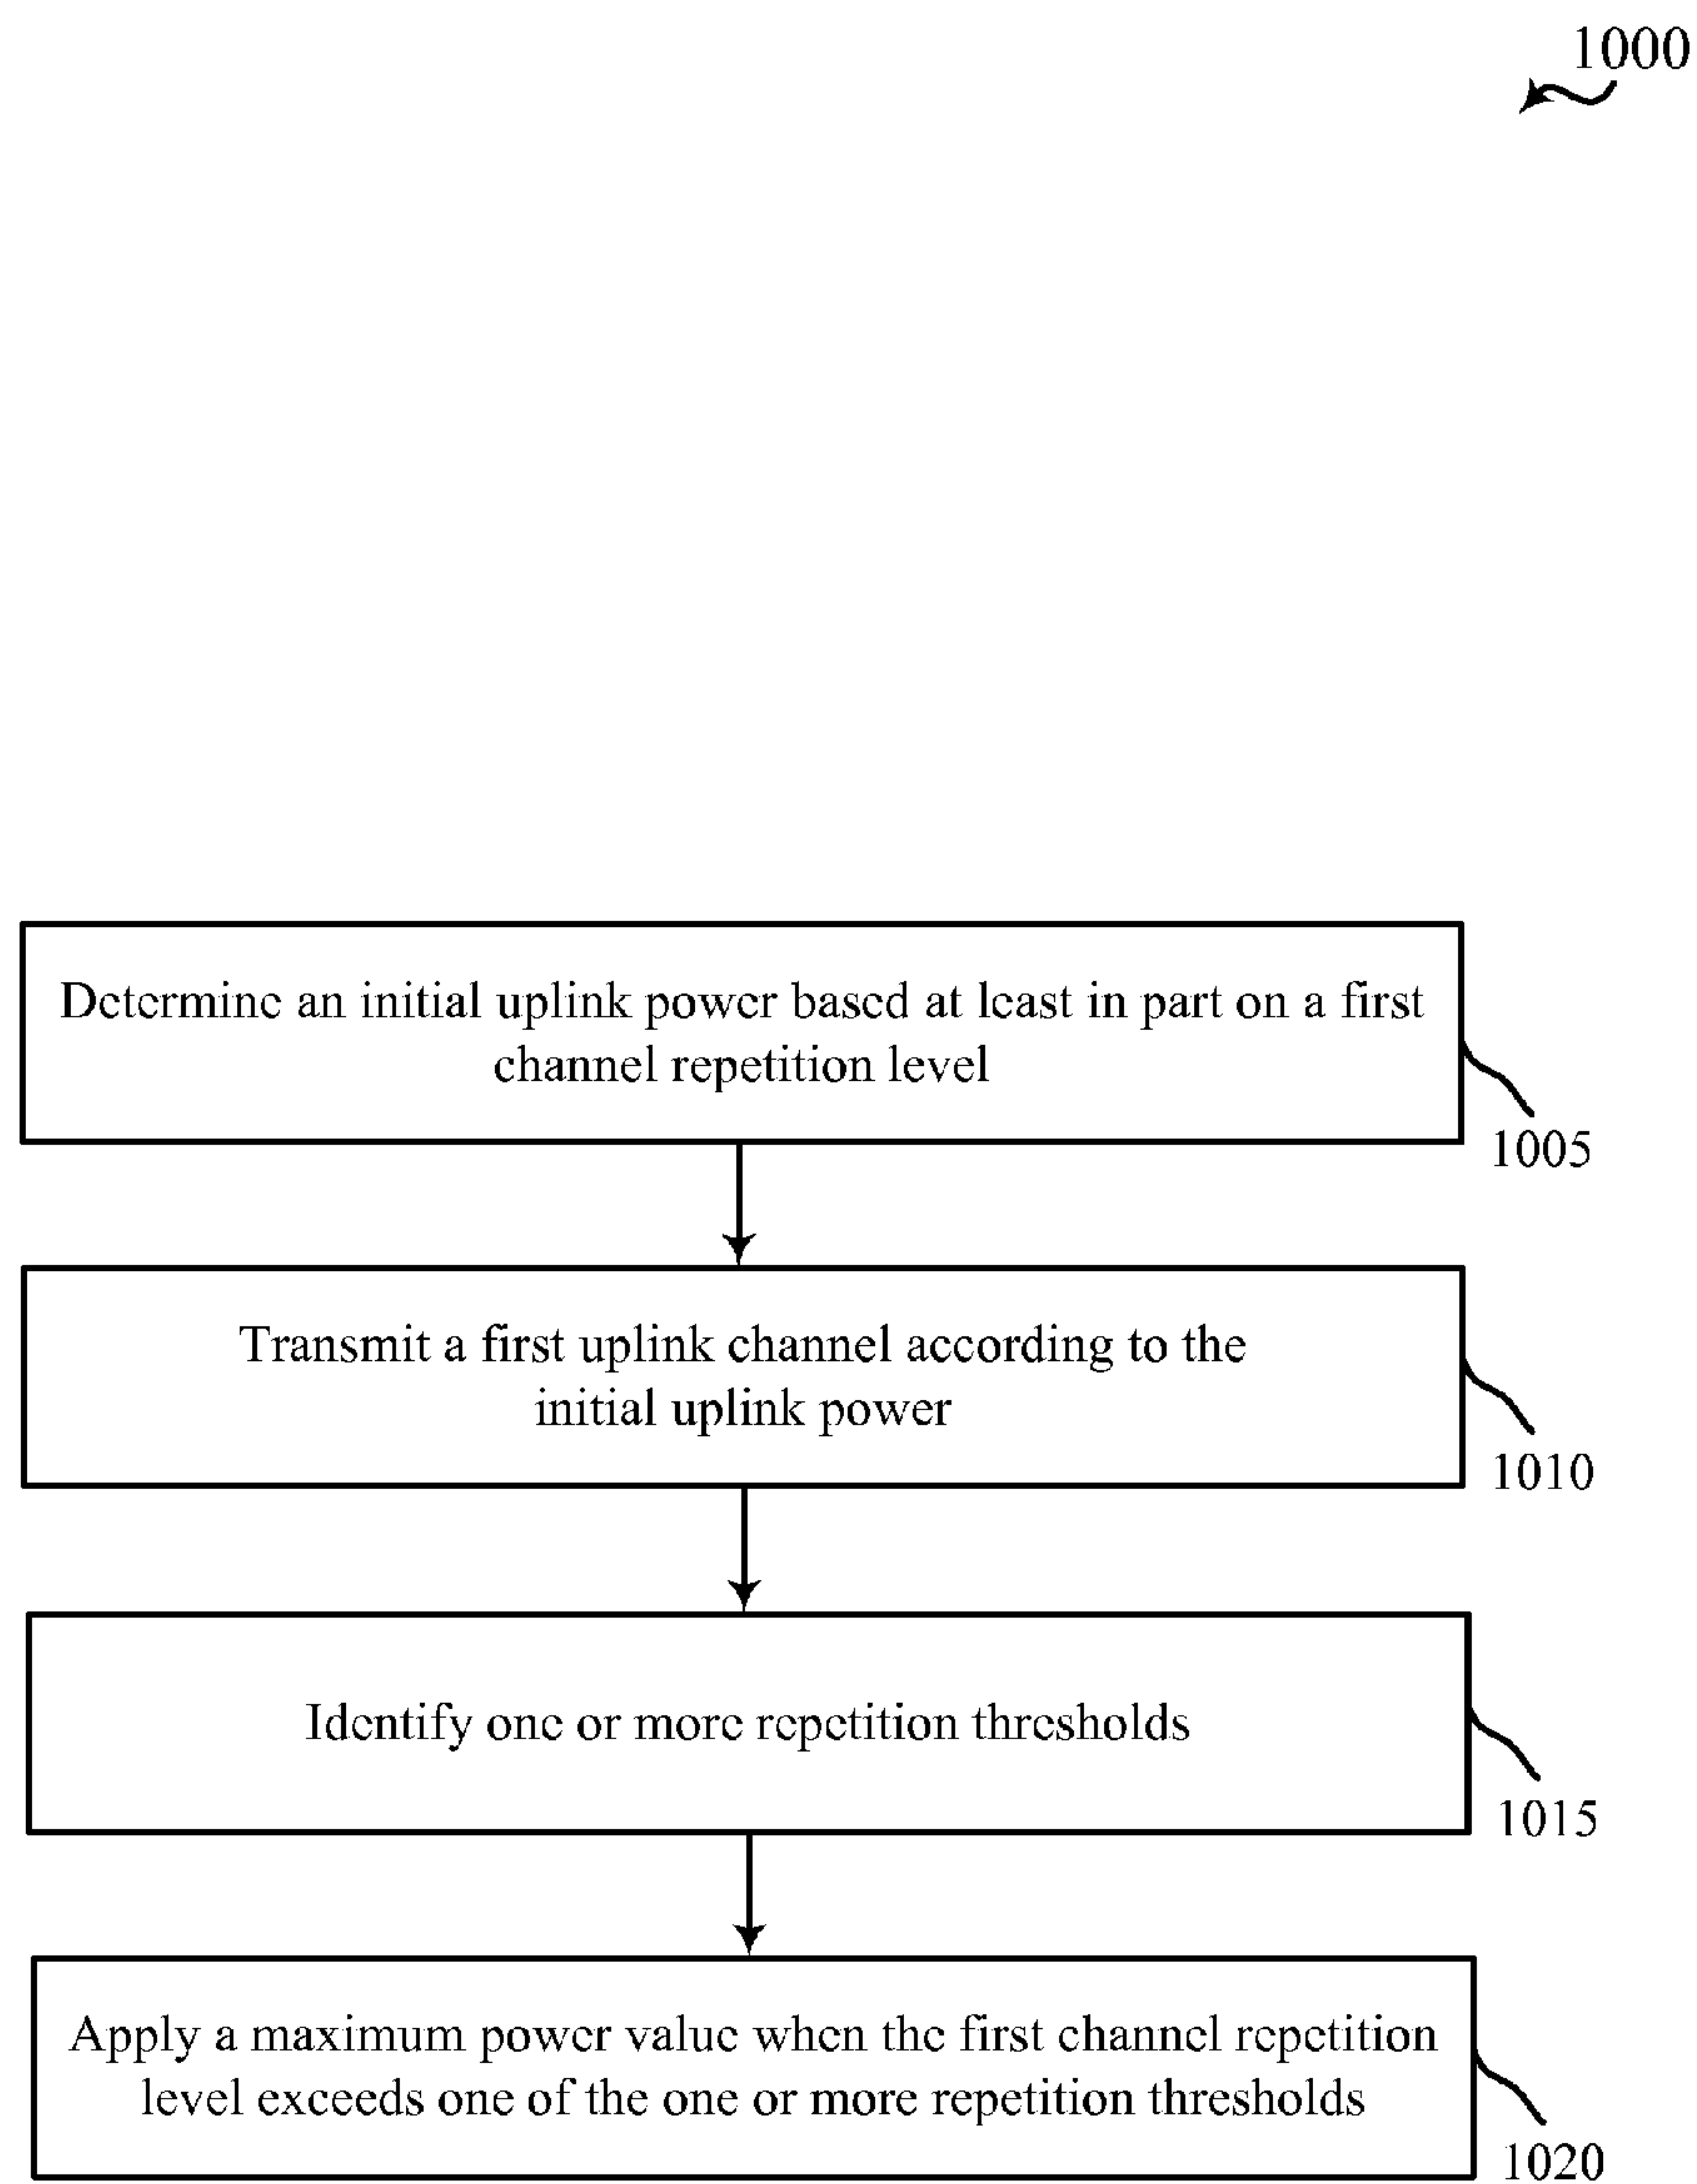 1000
Determine an initial uplink power based at least in part on a first
channel repetition level
1005
Transmit a first uplink channel according to the
initial uplink power
1010
Identify one or more repetition thresholds
1015
Apply a maximum power value when the first channel repetition
level exceeds one of the one or more repetition thresholds
1020